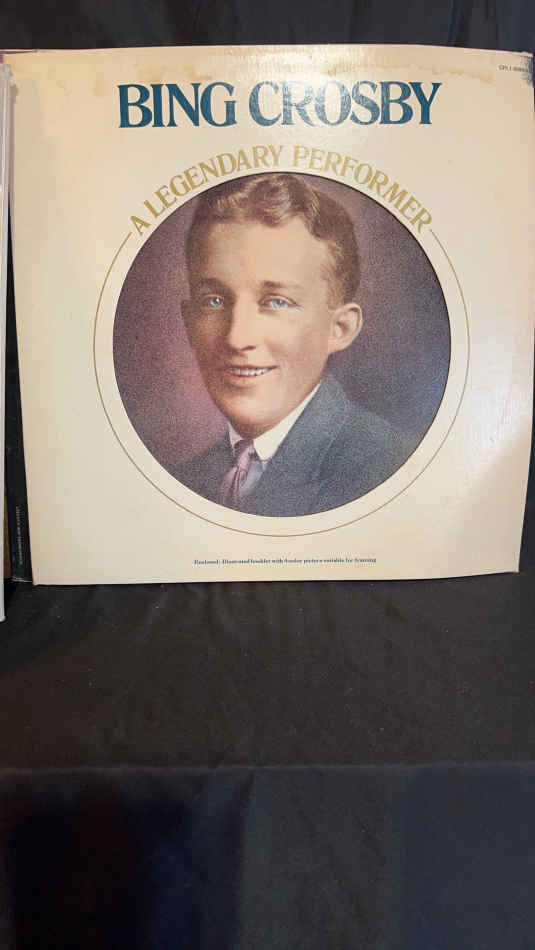 BING CROSBY
A LEGENDARY PERFORMER
Enclosed: Illustrated booklet with 4-color picture suitable for framing